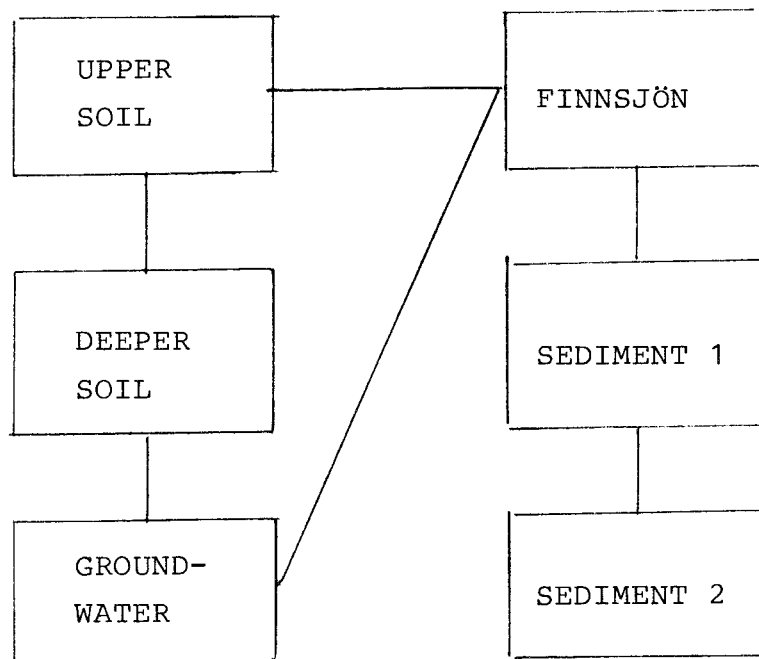 UPPER
SOIL
DEEPER
SOIL
GROUND-
WATER
FINNSJÖN
SEDIMENT 1
SEDIMENT 2